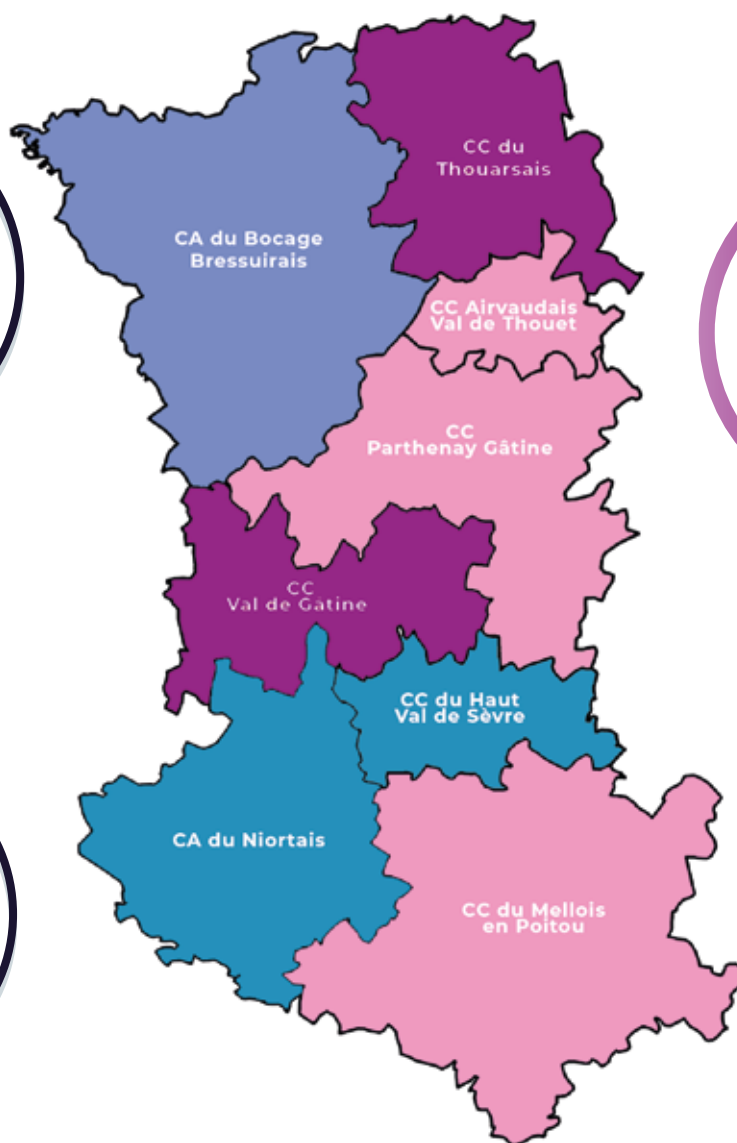 CC du
Thouarsais
CA du Bocage
Bressuirais
CC Airvaudais
Val de Thouet
CC
Parthenay Gâtine
CC
Val de Gatine
CC du Haut
Val de Sèvre
CA du Niortais
CC du Mellois
en Poitou